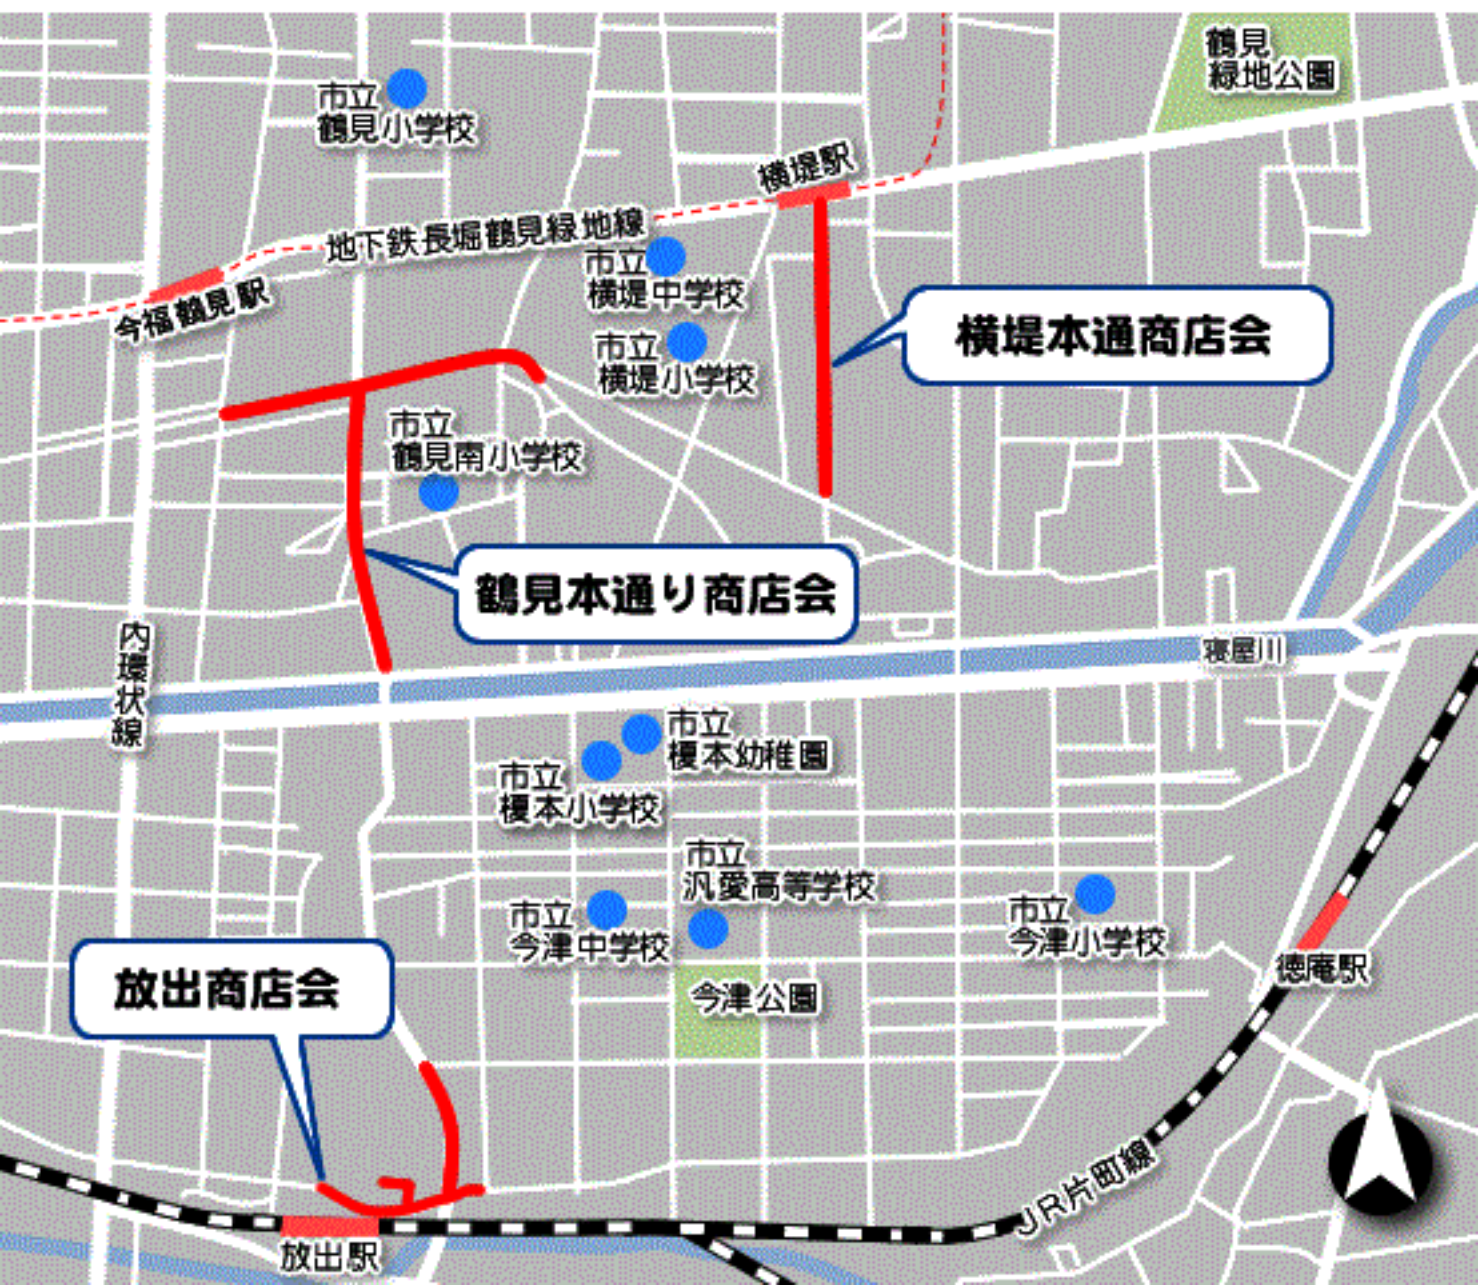 鶴見
緑地公園
市立
鶴見小学校
横堤駅
地下鉄長堀鶴見緑地線
市立
横堤中学校
今福鶴見駅
横堤本通商店会
市立
横堤小学校
市立
鶴見南小学校
鶴見本通り商店会
内環状線
寝屋川
市立
榎本幼稚園
市立
榎本小学校
市立
汎愛高等学校
市立
今津中学校
市立
今津小学校
徳庵駅
放出商店会
今津公園
JR片町線
放出駅